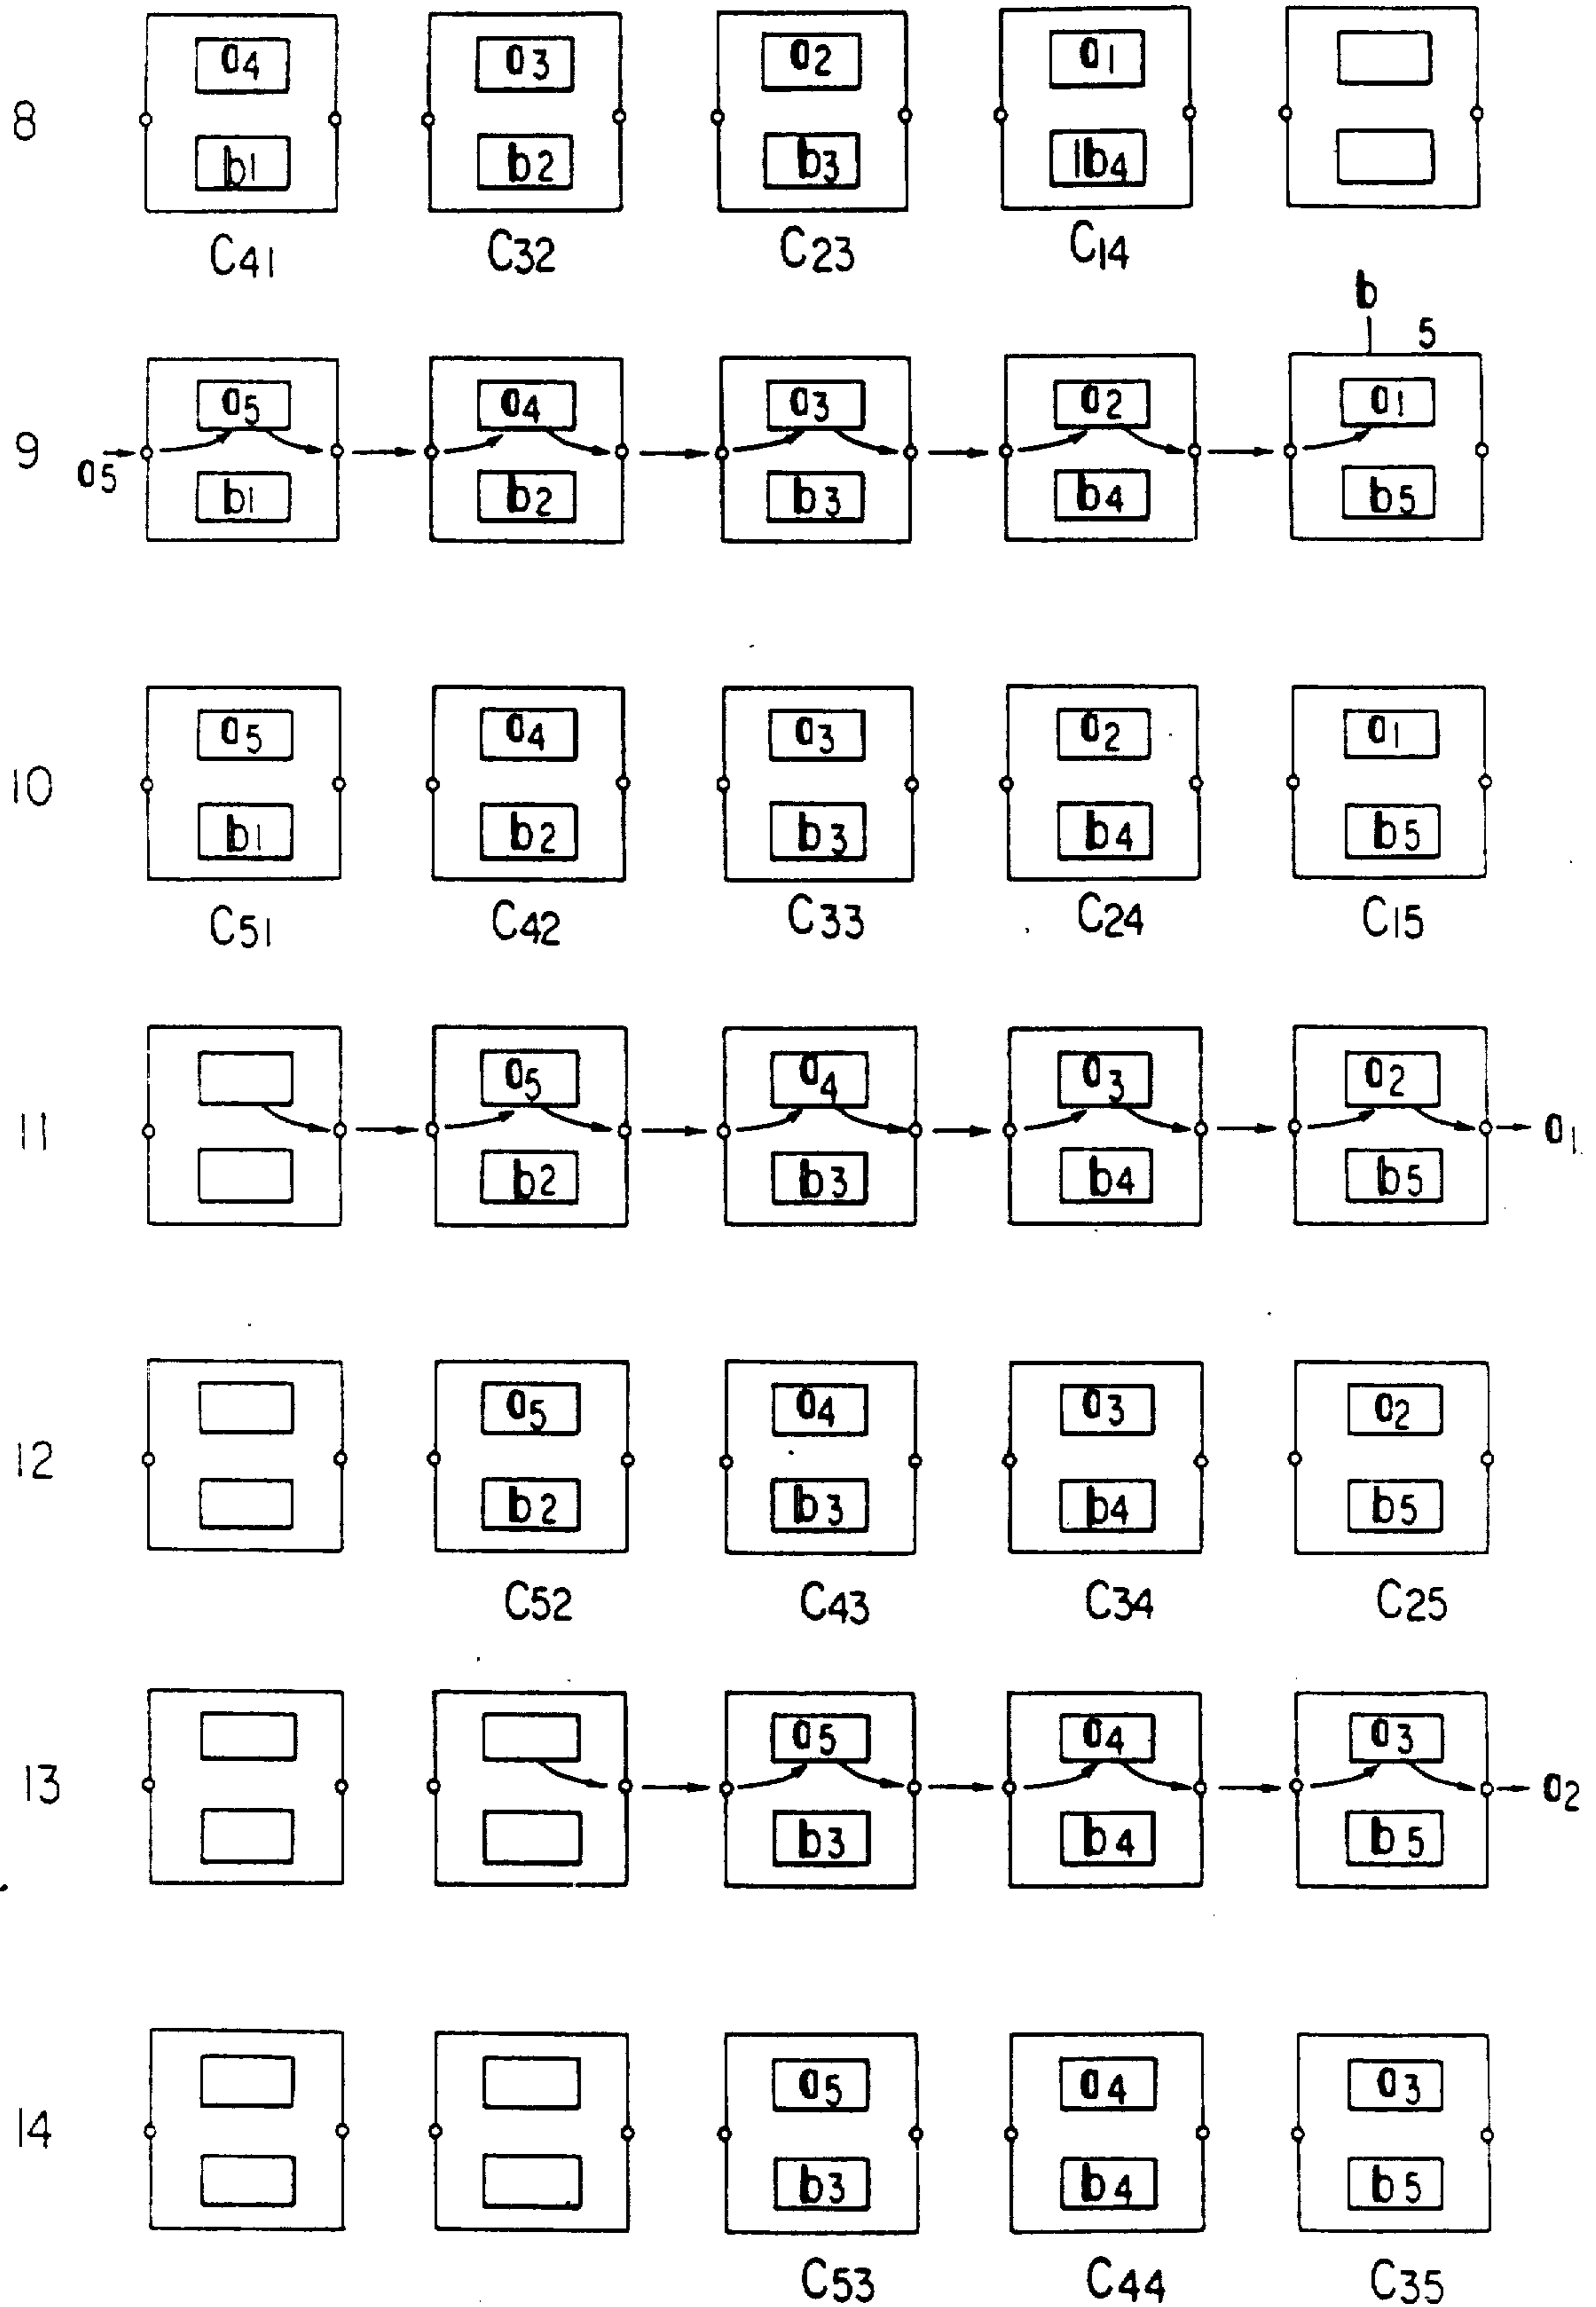 a4 a3 a2 a1
8
b1 b2 b3 b4
C41 C32 C23 C14
b
5
a5 a4 a3 a2 a1
9
a5
b1 b2 b3 b4 b5
a5 a4 a3 a2 a1
10
b1 b2 b3 b4 b5
C51 C42 C33 C24 C15
a5 a4 a3 a2
11 a1
b2 b3 b4 b5
a5 a4 a3 a2
12
b2 b3 b4 b5
C52 C43 C34 C25
a5 a4 a3
13 a2
b3 b4 b5
a5 a4 a3
14
b3 b4 b5
C53 C44 C35